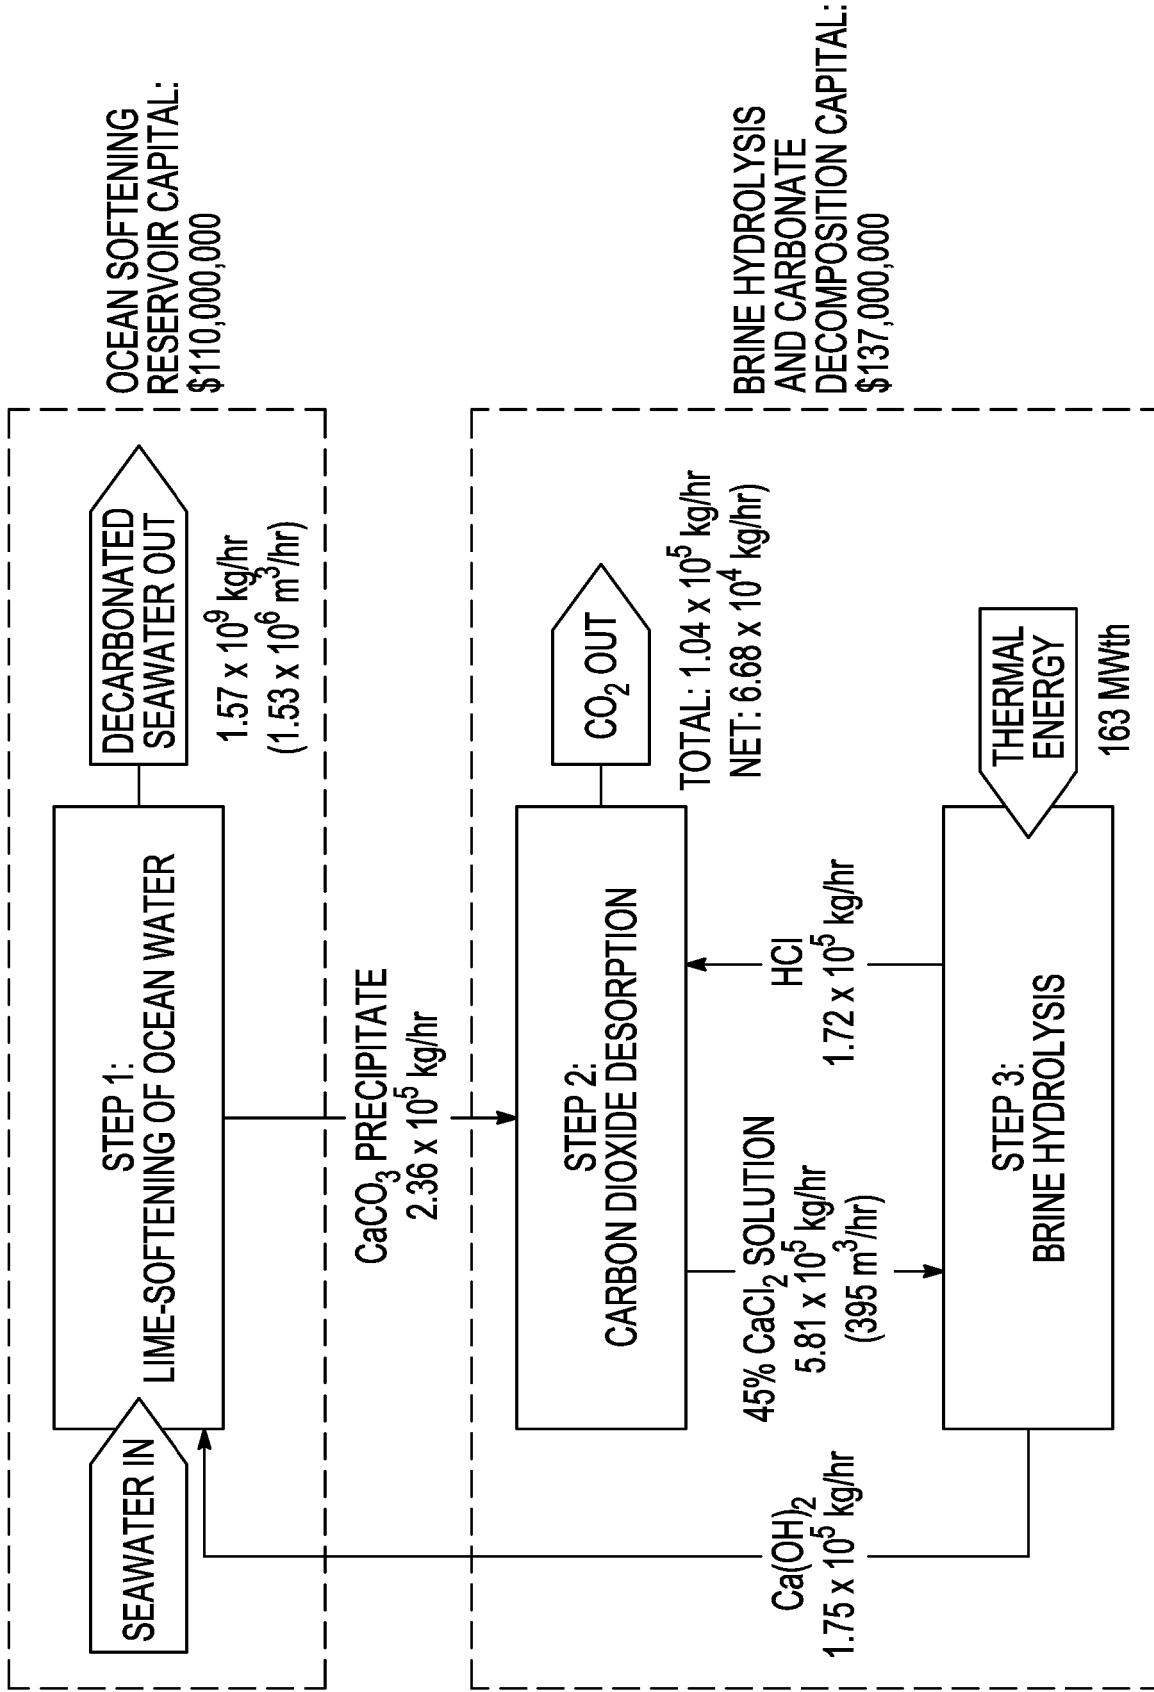 OCEAN SOFTENING
RESERVOIR CAPITAL:
$110,000,000
SEAWATER IN
STEP 1:
LIME-SOFTENING OF OCEAN WATER
DECARBONATED
SEAWATER OUT
1.57 x 10⁹ kg/hr
(1.53 x 10⁶ m³/hr)
CaCO₃ PRECIPITATE
2.36 x 10⁵ kg/hr
BRINE HYDROLYSIS
AND CARBONATE
DECOMPOSITION CAPITAL:
$137,000,000
STEP 2:
CARBON DIOXIDE DESORPTION
CO₂ OUT
TOTAL: 1.04 x 10⁵ kg/hr
NET: 6.68 x 10⁴ kg/hr)
Ca(OH)₂
1.75 x 10⁵ kg/hr
45% CaCl₂ SOLUTION
5.81 x 10⁵ kg/hr
(395 m³/hr)
HCl
1.72 x 10⁵ kg/hr
STEP 3:
BRINE HYDROLYSIS
THERMAL
ENERGY
163 MWth